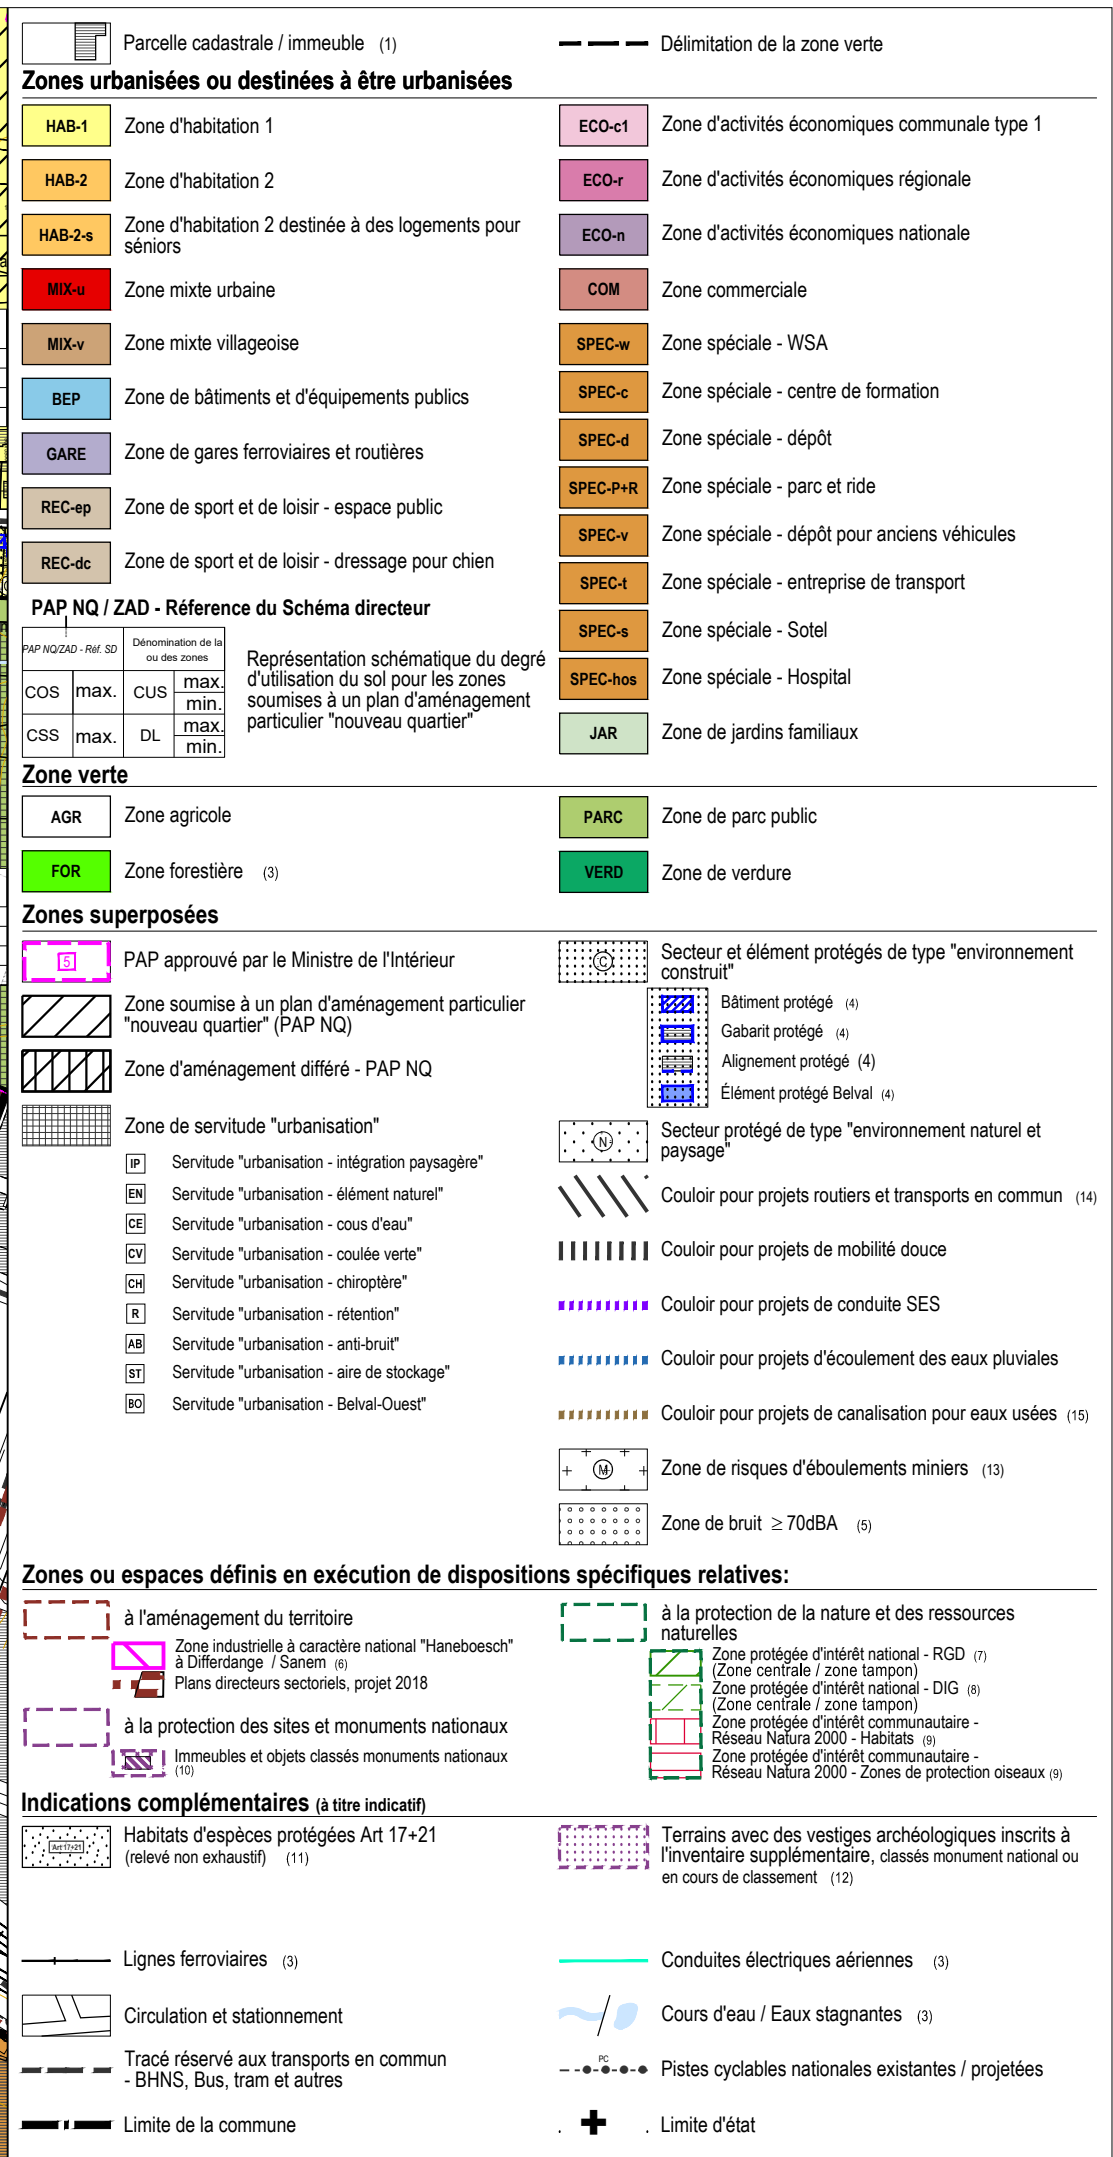 Parcelle cadastrale / immeuble (1)
Délimitation de la zone verte
Zones urbanisées ou destinées à être urbanisées
HAB-1 Zone d'habitation 1
HAB-2 Zone d'habitation 2
HAB-2-s Zone d'habitation 2 destinée à des logements pour
séniors
MIX-u Zone mixte urbaine
MIX-v Zone mixte villageoise
BEP Zone de bâtiments et d'équipements publics
GARE Zone de gares ferroviaires et routières
REC-ep Zone de sport et de loisir - espace public
REC-dc Zone de sport et de loisir - dressage pour chien
PAP NQ / ZAD - Réference du Schéma directeur
PAP NQ/ZAD - Réf. SD
Dénomination de la
ou des zones
COS max. CUS max.
min.
CSS max. DL max.
min.
Représentation schématique du degré
d'utilisation du sol pour les zones
soumises à un plan d'aménagement
particulier "nouveau quartier"
ECO-c1 Zone d'activités économiques communale type 1
ECO-r Zone d'activités économiques régionale
ECO-n Zone d'activités économiques nationale
COM Zone commerciale
SPEC-w Zone spéciale - WSA
SPEC-c Zone spéciale - centre de formation
SPEC-d Zone spéciale - dépôt
SPEC-P+R Zone spéciale - parc et ride
SPEC-v Zone spéciale - dépôt pour anciens véhicules
SPEC-t Zone spéciale - entreprise de transport
SPEC-s Zone spéciale - Sotel
SPEC-hos Zone spéciale - Hospital
JAR Zone de jardins familiaux
Zone verte
AGR Zone agricole
FOR Zone forestière (3)
PARC Zone de parc public
VERD Zone de verdure
Zones superposées
5 PAP approuvé par le Ministre de l'Intérieur
Zone soumise à un plan d'aménagement particulier
"nouveau quartier" (PAP NQ)
Zone d'aménagement différé - PAP NQ
Zone de servitude "urbanisation"
IP Servitude "urbanisation - intégration paysagère"
EN Servitude "urbanisation - élément naturel"
CE Servitude "urbanisation - cous d'eau"
CV Servitude "urbanisation - coulée verte"
CH Servitude "urbanisation - chiroptère"
R Servitude "urbanisation - rétention"
AB Servitude "urbanisation - anti-bruit"
ST Servitude "urbanisation - aire de stockage"
BO Servitude "urbanisation - Belval-Ouest"
C Secteur et élément protégés de type "environnement
construit"
Bâtiment protégé (4)
Gabarit protégé (4)
Alignement protégé (4)
Élément protégé Belval (4)
N Secteur protégé de type "environnement naturel et
paysage"
Couloir pour projets routiers et transports en commun (14)
Couloir pour projets de mobilité douce
Couloir pour projets de conduite SES
Couloir pour projets d'écoulement des eaux pluviales
Couloir pour projets de canalisation pour eaux usées (15)
M Zone de risques d'éboulements miniers (13)
Zone de bruit ≥ 70dBA (5)
Zones ou espaces définis en exécution de dispositions spécifiques relatives:
à l'aménagement du territoire
Zone industrielle à caractère national "Haneboesch"
à Differdange / Sanem (6)
Plans directeurs sectoriels, projet 2018
à la protection des sites et monuments nationaux
Immeubles et objets classés monuments nationaux
(10)
à la protection de la nature et des ressources
naturelles
Zone protégée d'intérêt national - RGD (7)
(Zone centrale / zone tampon)
Zone protégée d'intérêt national - DIG (8)
(Zone centrale / zone tampon)
Zone protégée d'intérêt communautaire -
Réseau Natura 2000 - Habitats (9)
Zone protégée d'intérêt communautaire -
Réseau Natura 2000 - Zones de protection oiseaux (9)
Indications complémentaires (à titre indicatif)
Art 17+21 Habitats d'espèces protégées Art 17+21
(relevé non exhaustif) (11)
Terrains avec des vestiges archéologiques inscrits à
l'inventaire supplémentaire, classés monument national ou
en cours de classement (12)
Lignes ferroviaires (3)
Conduites électriques aériennes (3)
Circulation et stationnement
Cours d'eau / Eaux stagnantes (3)
Tracé réservé aux transports en commun
- BHNS, Bus, tram et autres
PC Pistes cyclables nationales existantes / projetées
Limite de la commune
Limite d'état